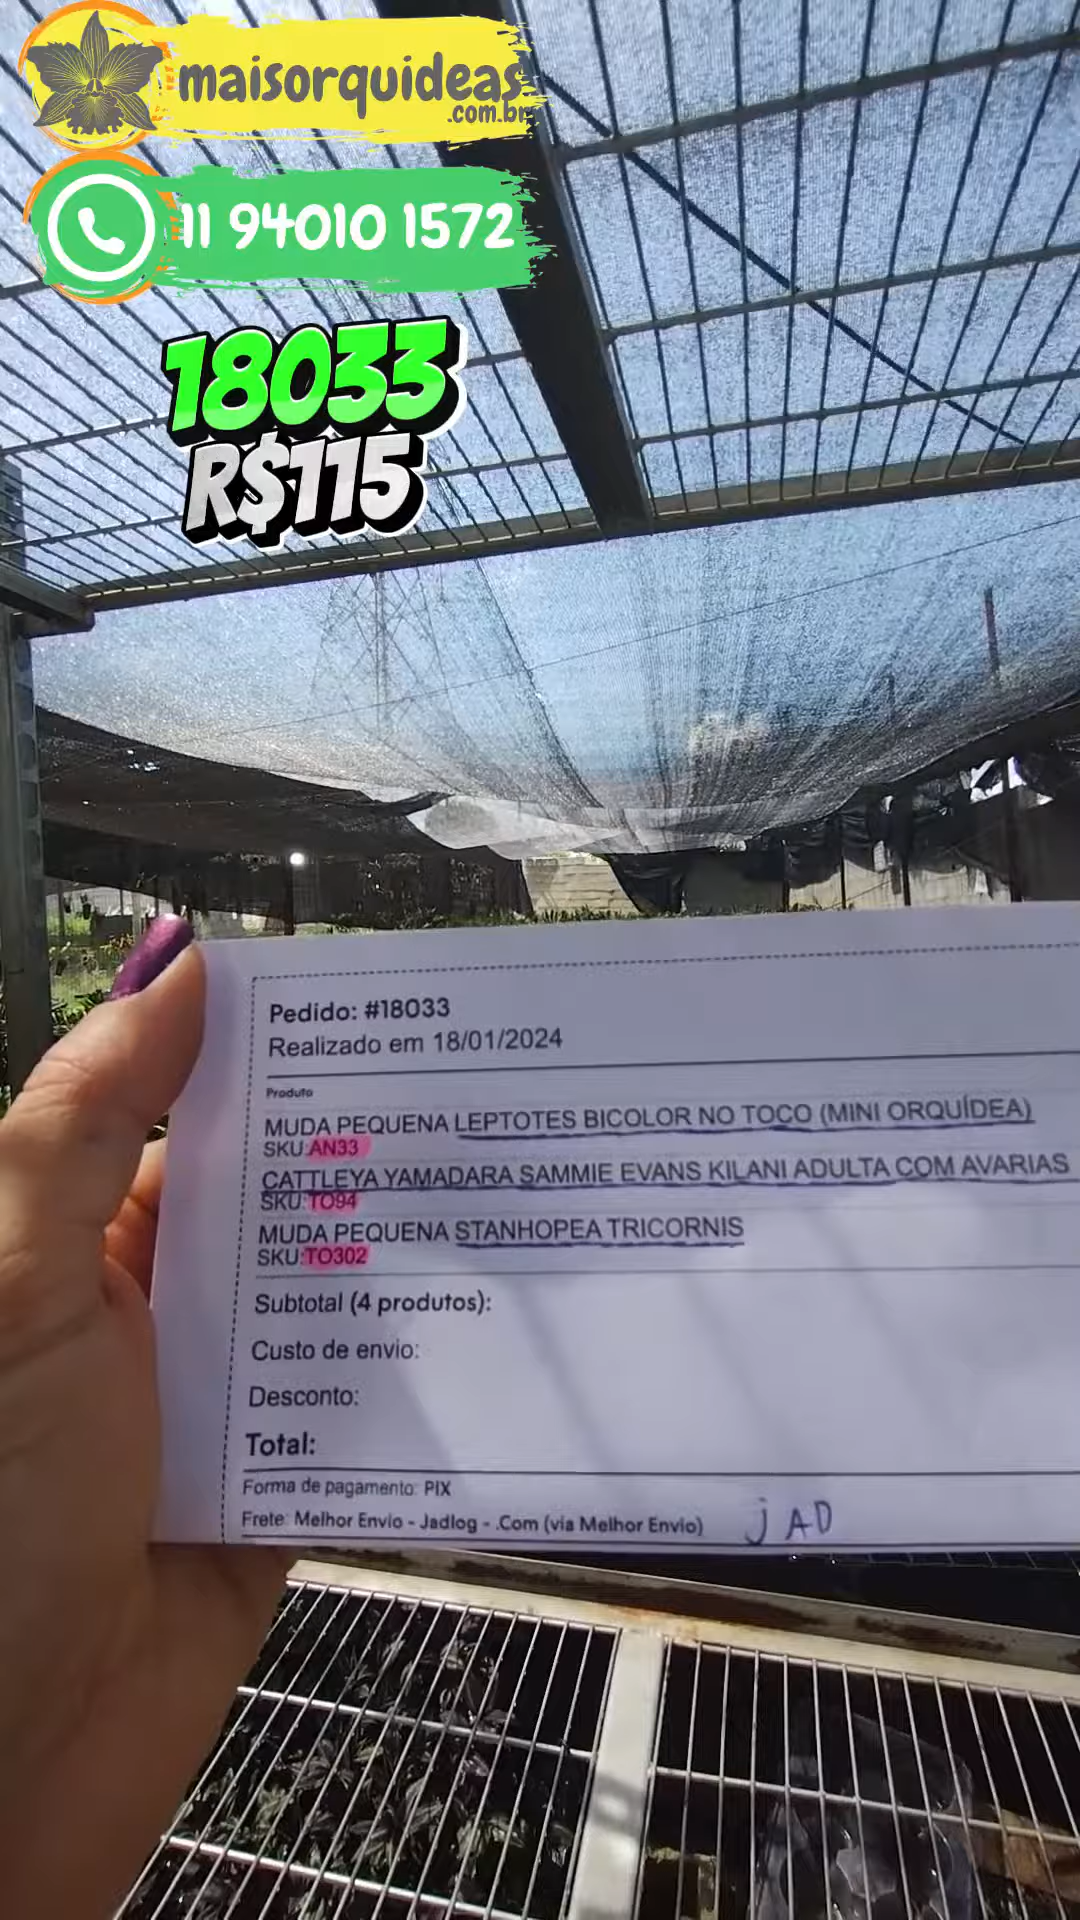 maisorquideas
.com.br
11 94010 1572
18033
R$115
Pedido: #18033
Realizado em 18/01/2024
Produto
MUDA PEQUENA LEPTOTES BICOLOR NO TOCO (MINI ORQUÍDEA)
SKU:AN33
CATTLEYA YAMADARA SAMMIE EVANS KILANI ADULTA COM AVARIAS
SKU:TO94
MUDA PEQUENA STANHOPEA TRICORNIS
SKU:TO302
Subtotal (4 produtos):
Custo de envio:
Desconto:
Total:
Forma de pagamento: PIX
Frete: Melhor Envio - Jadlog - .Com (via Melhor Envio) jAD